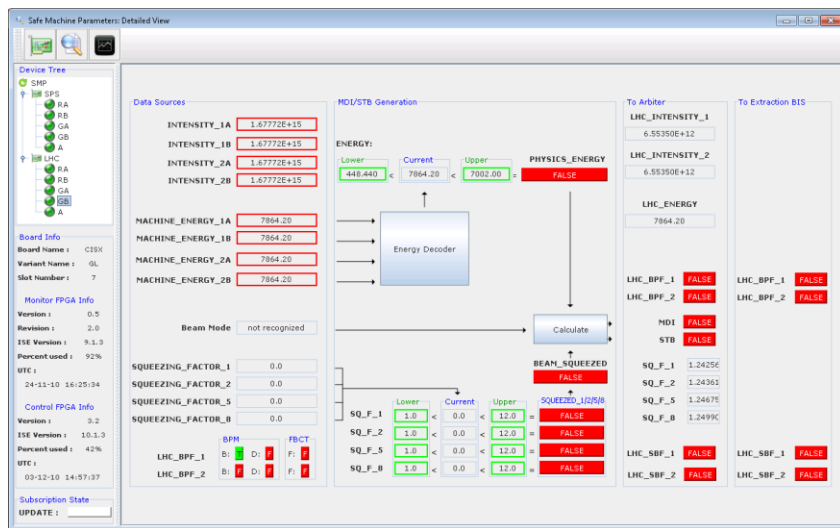 Safe Machine Parameters: Detailed View
Device Tree
SMP
SPS
RA
RB
GA
GB
A
LHC
RA
RB
GA
GB
A
Board Info
Board Name : CISX
Variant Name : GL
Slot Number : 7
Monitor FPGA Info
Version : 0.5
Revision : 2.0
ISE Version : 9.1.3
Percent used : 92%
UTC :
24-11-10 16:25:34
Control FPGA Info
Version : 3.2
ISE Version : 10.1.3
Percent used : 42%
UTC :
03-12-10 14:57:37
Subscription State
UPDATE :
Data Sources
INTENSITY_1A 1.67772E+15
INTENSITY_1B 1.67772E+15
INTENSITY_2A 1.67772E+15
INTENSITY_2B 1.67772E+15
MACHINE_ENERGY_1A 7864.20
MACHINE_ENERGY_1B 7864.20
MACHINE_ENERGY_2A 7864.20
MACHINE_ENERGY_2B 7864.20
Beam Mode not recognized
SQUEEZING_FACTOR_1 0.0
SQUEEZING_FACTOR_2 0.0
SQUEEZING_FACTOR_5 0.0
SQUEEZING_FACTOR_8 0.0
BPM FBCT
LHC_BPF_1 B: T D: F F: F
LHC_BPF_2 B: F D: F F: F
MDI/STB Generation
ENERGY:
Lower Current Upper PHYSICS_ENERGY
448.440 < 7864.20 < 7002.00 = FALSE
Energy Decoder
Calculate
BEAM_SQUEEZED
FALSE
Lower Current Upper SQUEEZED_1/2/5/8
SQ_F_1 1.0 < 0.0 < 12.0 = FALSE
SQ_F_2 1.0 < 0.0 < 12.0 = FALSE
SQ_F_5 1.0 < 0.0 < 12.0 = FALSE
SQ_F_8 1.0 < 0.0 < 12.0 = FALSE
To Arbiter
LHC_INTENSITY_1
6.55350E+12
LHC_INTENSITY_2
6.55350E+12
LHC_ENERGY
7864.20
LHC_BPF_1 FALSE
LHC_BPF_2 FALSE
MDI FALSE
STB FALSE
SQ_F_1 1.24256
SQ_F_2 1.24361
SQ_F_5 1.24675
SQ_F_8 1.24990
LHC_SBF_1 FALSE
LHC_SBF_2 FALSE
To Extraction BIS
LHC_BPF_1 FALSE
LHC_BPF_2 FALSE
LHC_SBF_1 FALSE
LHC_SBF_2 FALSE